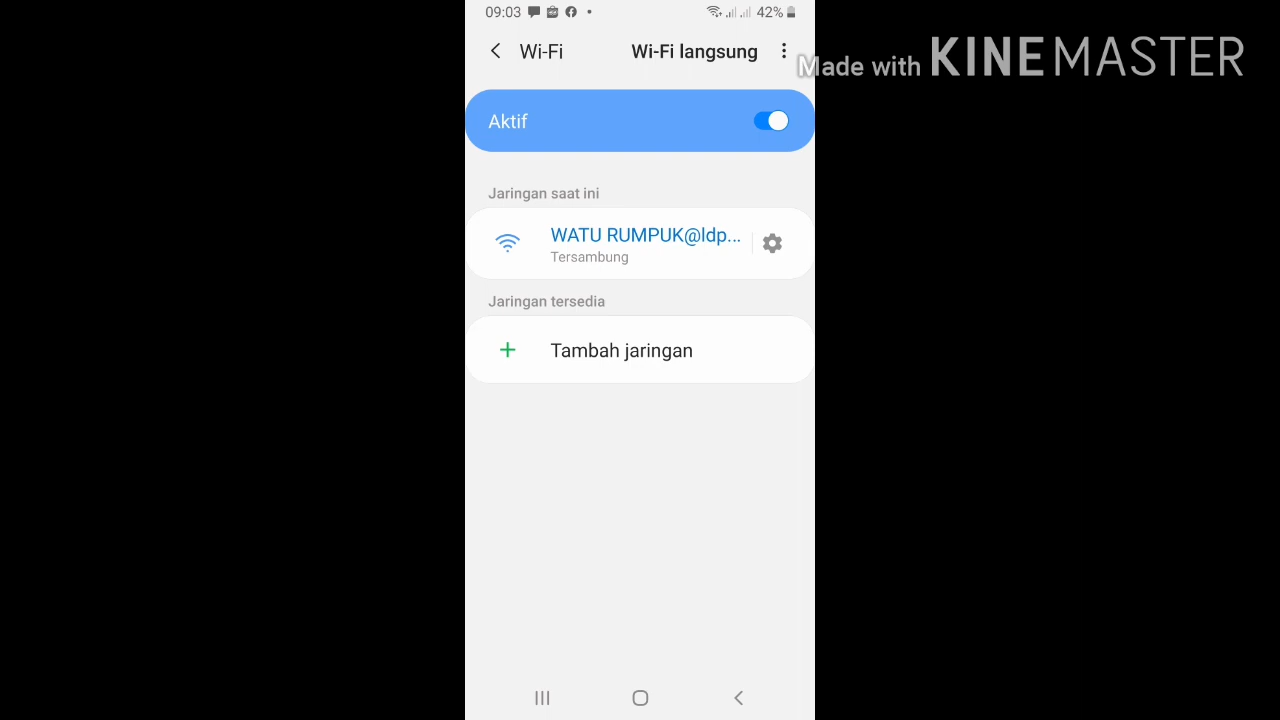 09:03 42%
Wi-Fi Wi-Fi langsung
Made with KINEMASTER
Aktif
Jaringan saat ini
WATU RUMPUK@ldp...
Tersambung
Jaringan tersedia
Tambah jaringan